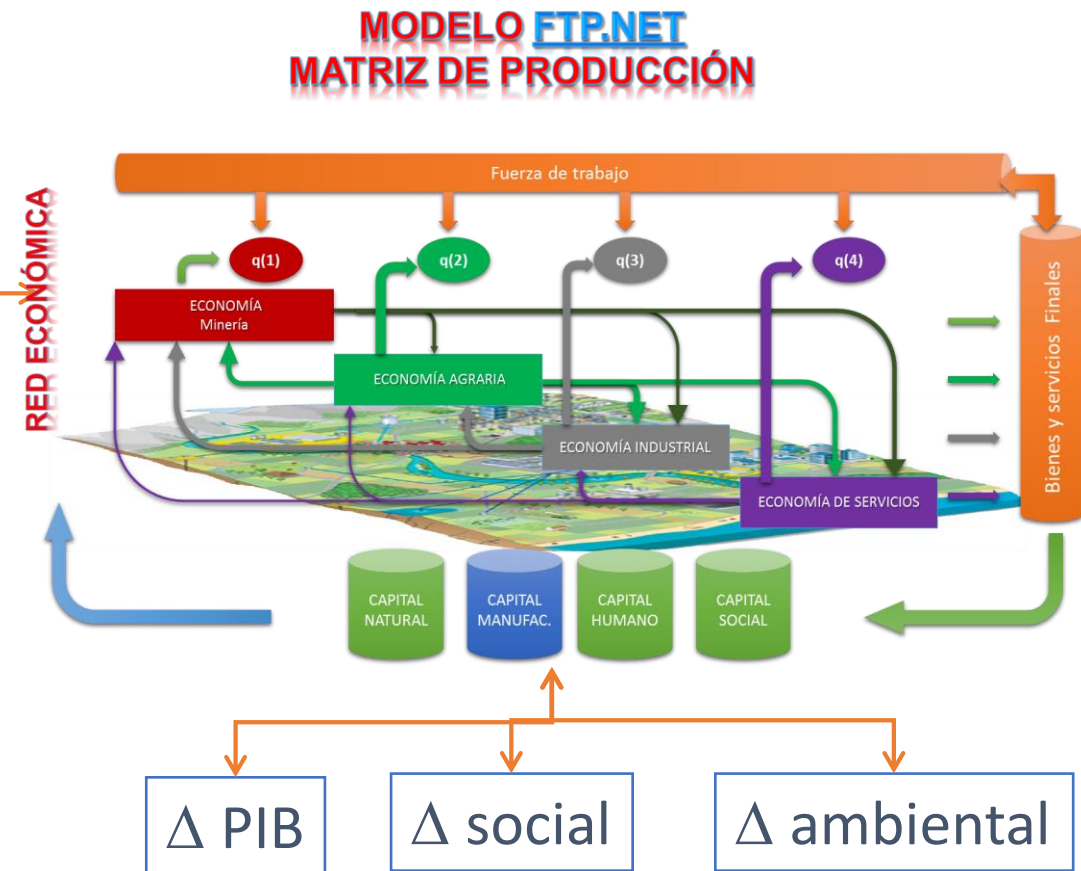 MODELO FTP.NET
MATRIZ DE PRODUCCIÓN
Fuerza de trabajo
RED ECONÓMICA
q(1)
q(2)
q(3)
q(4)
ECONOMÍA
Minería
ECONOMÍA AGRARIA
ECONOMÍA INDUSTRIAL
ECONOMÍA DE SERVICIOS
Bienes y servicios Finales
CAPITAL
NATURAL
CAPITAL
MANUFAC.
CAPITAL
HUMANO
CAPITAL
SOCIAL
Δ PIB
Δ social
Δ ambiental